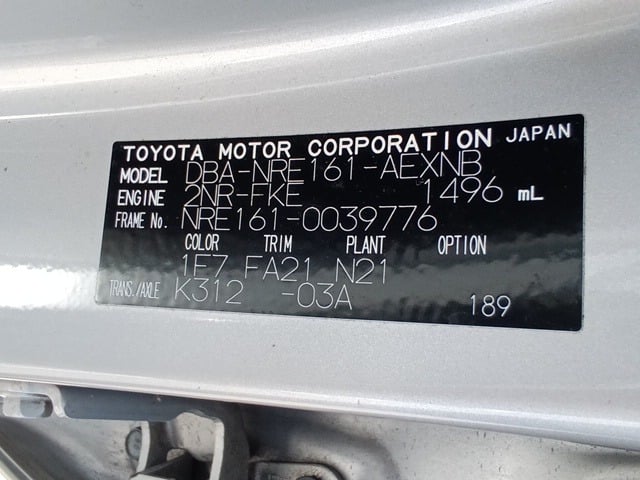 TOYOTA MOTOR CORPORATION JAPAN
MODEL DBA-NRE161-AEXNB
ENGINE 2NR-FKE 1496 mL
FRAME No. NRE161-0039776
COLOR TRIM PLANT OPTION
1F7 FA21 N21
TRANS./AXLE K312 -03A 189